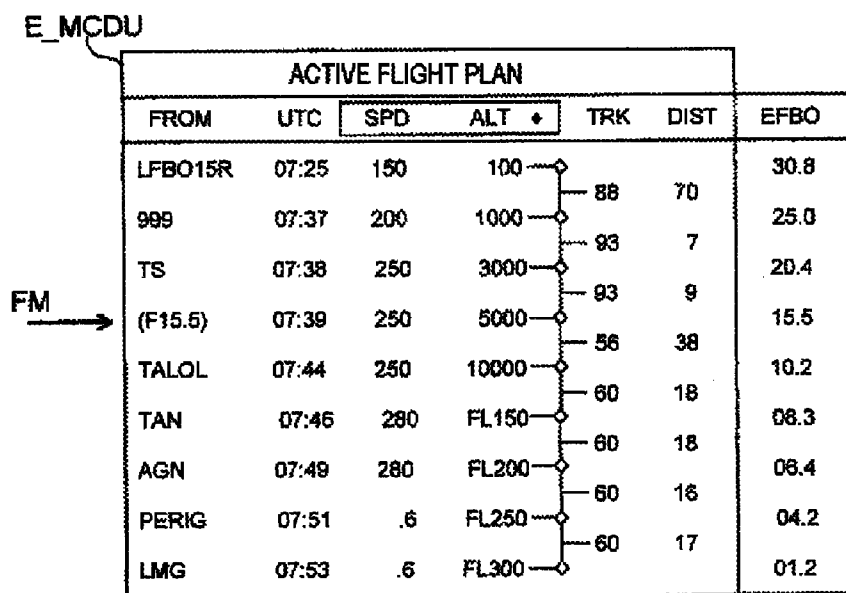 E_MCDU
ACTIVE FLIGHT PLAN
FROM UTC SPD ALT TRK DIST EFBO
LFBO15R 07:25 150 100 30.8
88 70
999 07:37 200 1000 25.0
93 7
TS 07:38 250 3000 20.4
93 9
FM (F15.5) 07:39 250 5000 15.5
56 38
TALOL 07:44 250 10000 10.2
60 18
TAN 07:46 280 FL150 08.3
60 18
AGN 07:49 280 FL200 06.4
60 16
PERIG 07:51 .6 FL250 04.2
60 17
LMG 07:53 .6 FL300 01.2